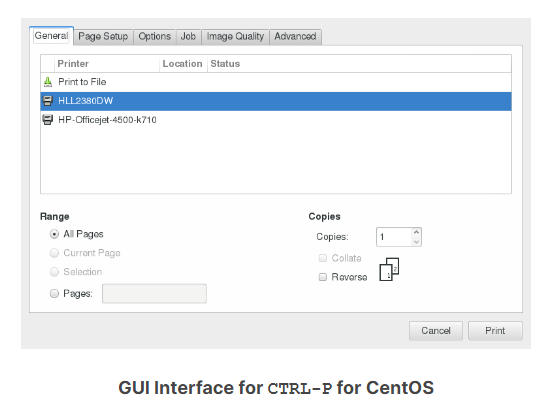 General Page Setup Options Job Image Quality Advanced
Printer Location Status
Print to File
HLL2380DW
HP-Officejet-4500-k710
Range Copies
All Pages Copies: 1
Current Page Collate
Selection Reverse 1 2
Pages:
Cancel Print
GUI Interface for CTRL-P for CentOS